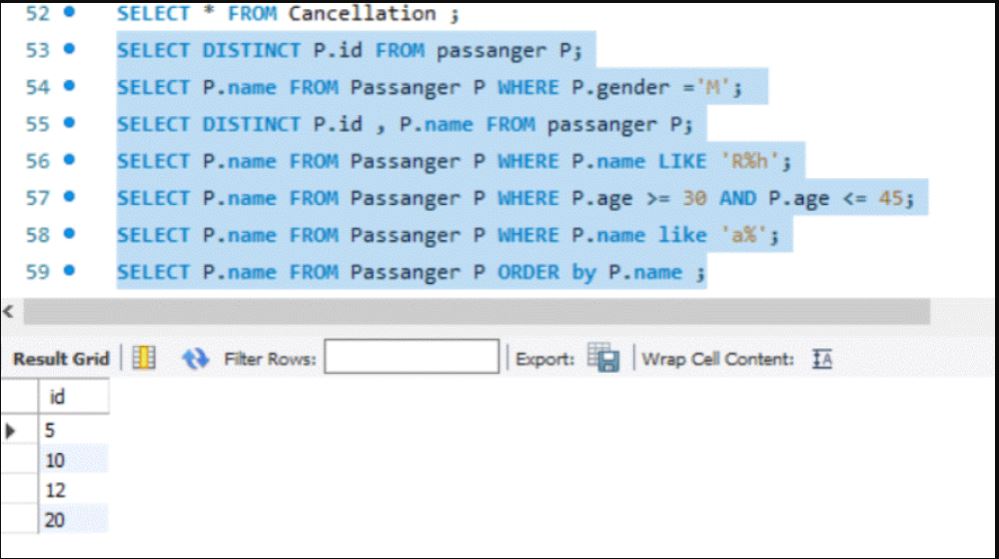 52 SELECT * FROM Cancellation ;
53 SELECT DISTINCT P.id FROM passanger P;
54 SELECT P.name FROM Passanger P WHERE P.gender ='M';
55 SELECT DISTINCT P.id , P.name FROM passanger P;
56 SELECT P.name FROM Passanger P WHERE P.name LIKE 'R%h';
57 SELECT P.name FROM Passanger P WHERE P.age >= 30 AND P.age <= 45;
58 SELECT P.name FROM Passanger P WHERE P.name like 'a%';
59 SELECT P.name FROM Passanger P ORDER by P.name ;
Result Grid Filter Rows: Export: Wrap Cell Content: IA
id
5
10
12
20